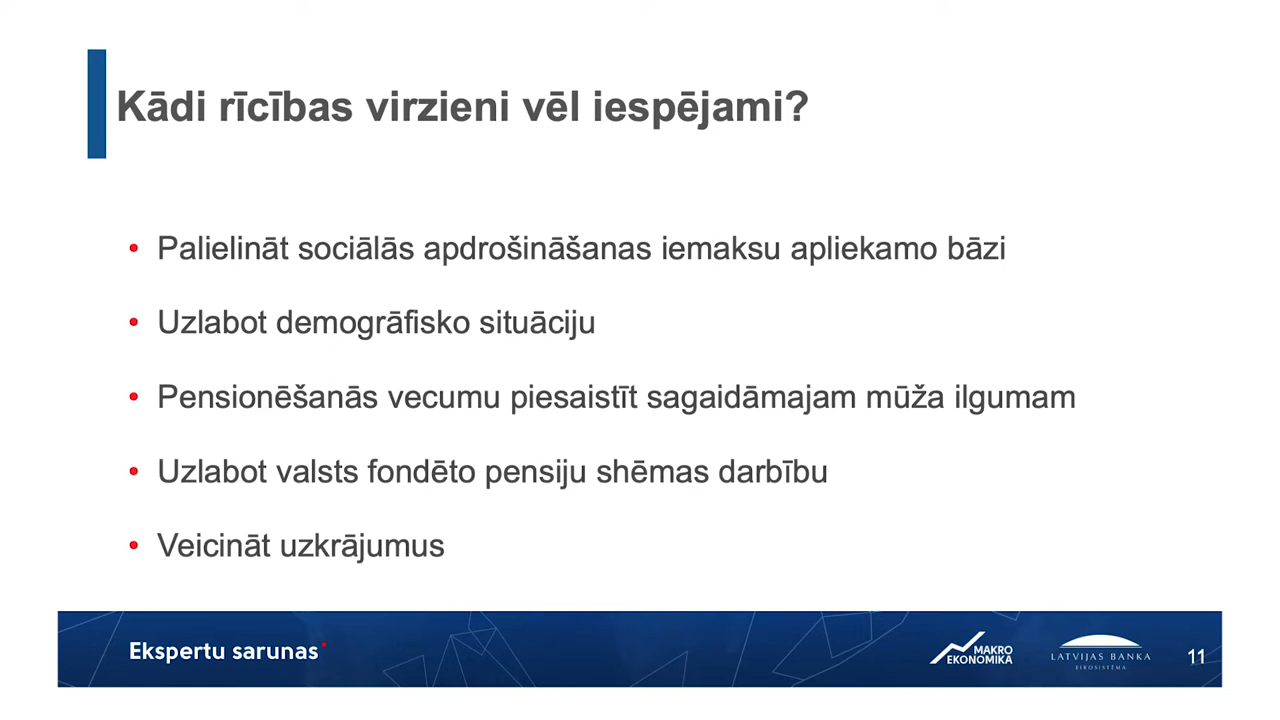 Kādi rīcības virzieni vēl iespējami?
• Palielināt sociālās apdrošināšanas iemaksu apliekamo bāzi
• Uzlabot demogrāfisko situāciju
• Pensionēšanās vecumu piesaistīt sagaidāmajam mūža ilgumam
• Uzlabot valsts fondēto pensiju shēmas darbību
• Veicināt uzkrājumus
Ekspertu sarunas
MAKRO
EKONOMIKA
LATVIJAS BANKA
EIROSISTĒMA
11